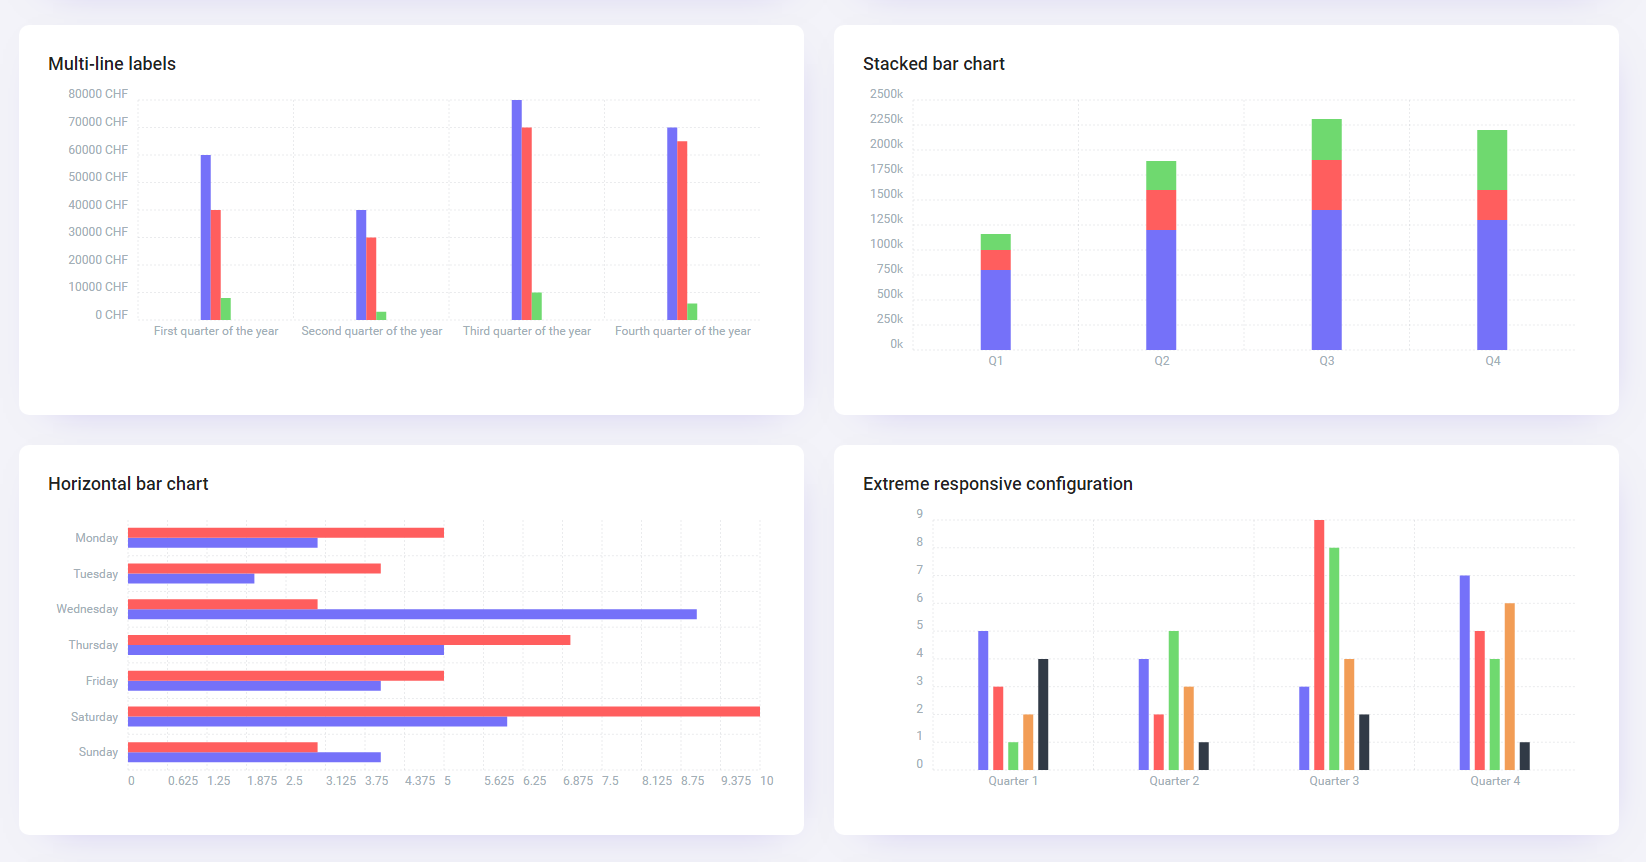 Multi-line labels
80000 CHF
70000 CHF
60000 CHF
50000 CHF
40000 CHF
30000 CHF
20000 CHF
10000 CHF
0 CHF
First quarter of the year
Second quarter of the year
Third quarter of the year
Fourth quarter of the year
Stacked bar chart
2500k
2250k
2000k
1750k
1500k
1250k
1000k
750k
500k
250k
0k
Q1
Q2
Q3
Q4
Horizontal bar chart
Monday
Tuesday
Wednesday
Thursday
Friday
Saturday
Sunday
0 0.625 1.25 1.875 2.5 3.125 3.75 4.375 5 5.625 6.25 6.875 7.5 8.125 8.75 9.375 10
Extreme responsive configuration
9
8
7
6
5
4
3
2
1
0
Quarter 1
Quarter 2
Quarter 3
Quarter 4